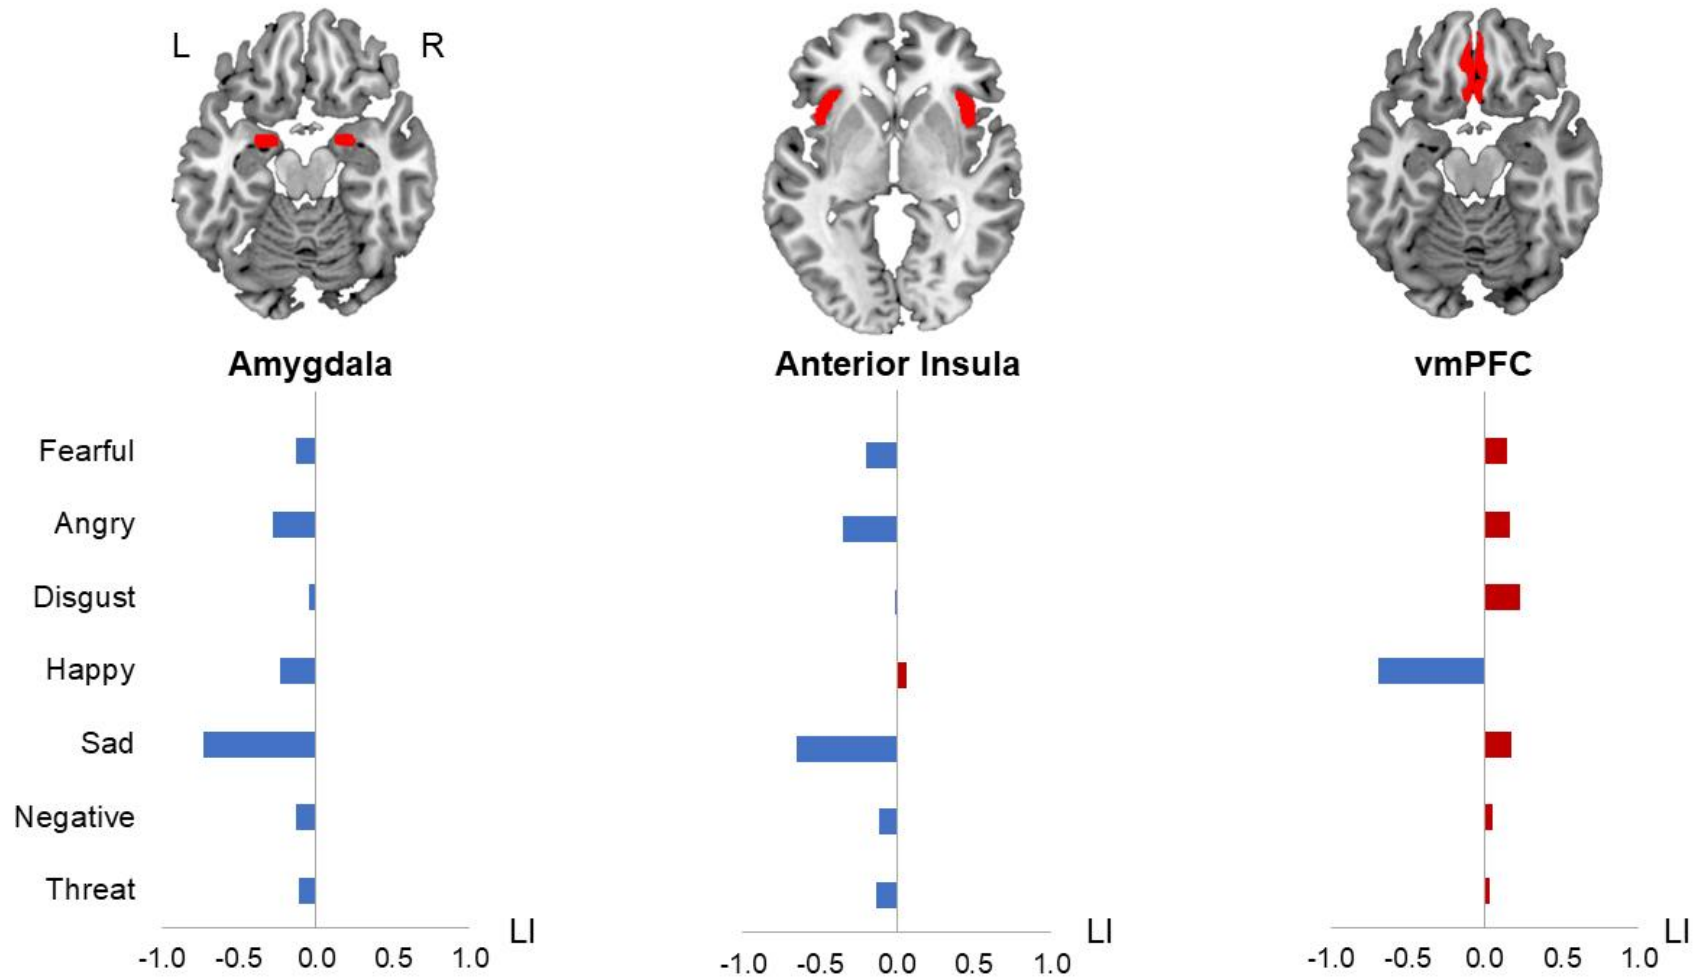 L R
Amygdala Anterior Insula vmPFC
Fearful
Angry
Disgust
Happy
Sad
Negative
Threat
LI LI LI
-1.0 -0.5 0.0 0.5 1.0 -1.0 -0.5 0.0 0.5 1.0 -1.0 -0.5 0.0 0.5 1.0